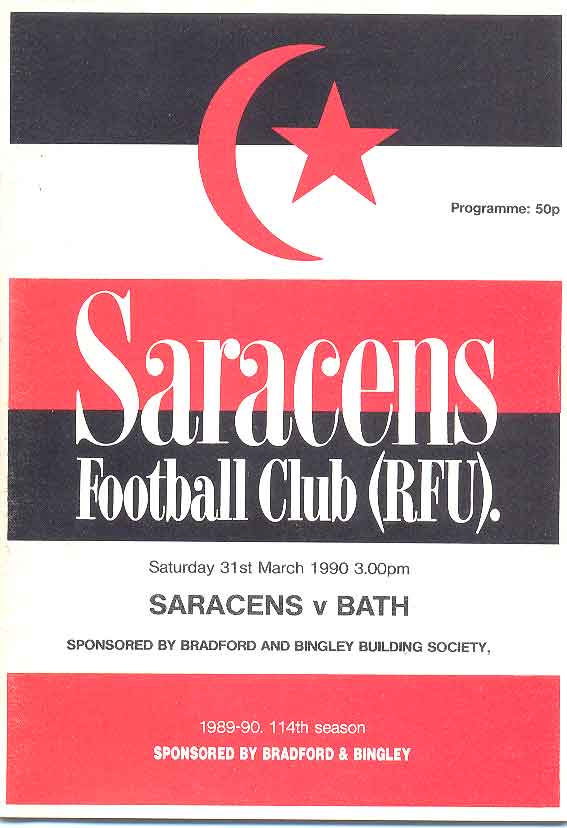 Programme: 50p
Saracens
Football Club (RFU).
Saturday 31st March 1990 3.00pm
SARACENS v BATH
SPONSORED BY BRADFORD AND BINGLEY BUILDING SOCIETY,
1989-90. 114th season
SPONSORED BY BRADFORD & BINGLEY